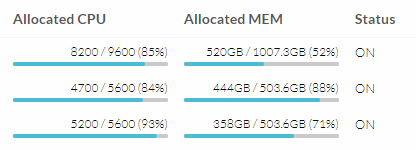 Allocated CPU Allocated MEM Status
8200 / 9600 (85%) 520GB / 1007.3GB (52%) ON
4700 / 5600 (84%) 444GB / 503.6GB (88%) ON
5200 / 5600 (93%) 358GB / 503.6GB (71%) ON